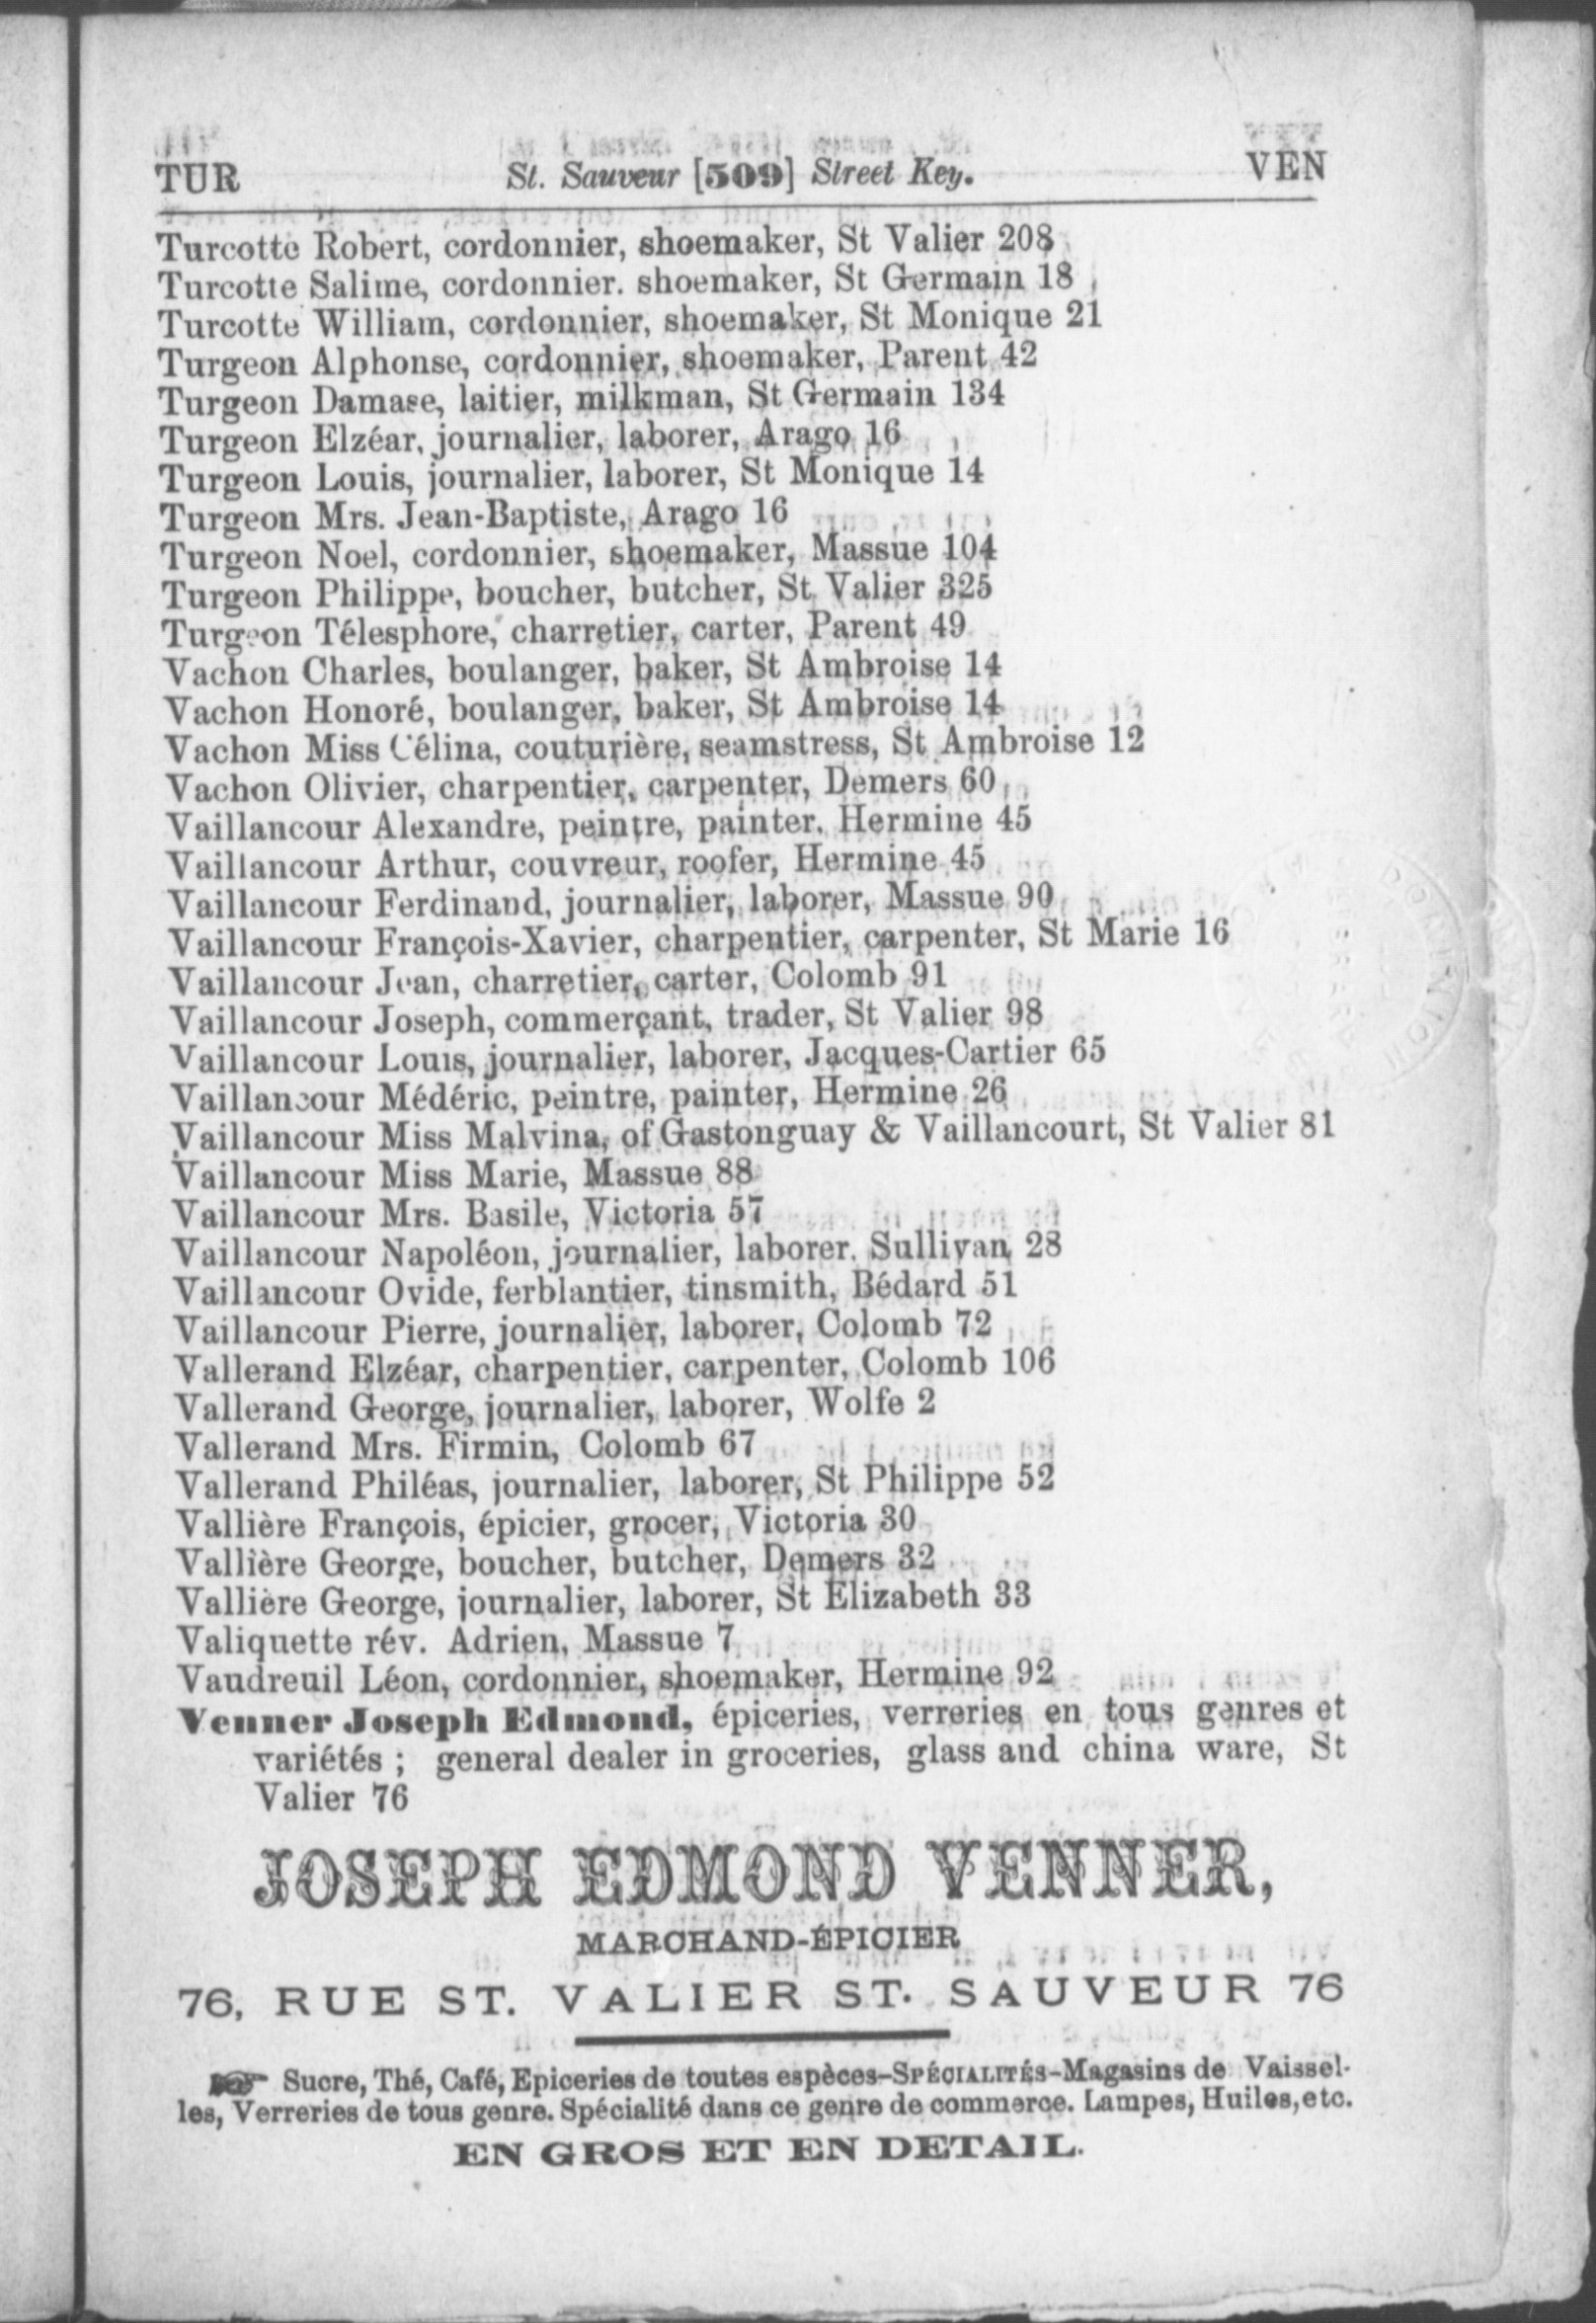 TUR St. Sauveur [509] Street Key. VEN
Turcotte Robert, cordonnier, shoemaker, St Valier 208
Turcotte Salime, cordonnier. shoemaker, St Germain 18
Turcotte William, cordonnier, shoemaker, St Monique 21
Turgeon Alphonse, cordonnier, shoemaker, Parent 42
Turgeon Damase, laitier, milkman, St Germain 134
Turgeon Elzéar, journalier, laborer, Arago 16
Turgeon Louis, journalier, laborer, St Monique 14
Turgeon Mrs. Jean-Baptiste, Arago 16
Turgeon Noel, cordonnier, shoemaker, Massue 104
Turgeon Philippe, boucher, butcher, St Valier 325
Turgeon Télesphore, charretier, carter, Parent 49
Vachon Charles, boulanger, baker, St Ambroise 14
Vachon Honoré, boulanger, baker, St Ambroise 14
Vachon Miss Célina, couturière, seamstress, St Ambroise 12
Vachon Olivier, charpentier, carpenter, Demers 60
Vaillancour Alexandre, peintre, painter. Hermine 45
Vaillancour Arthur, couvreur, roofer, Hermine 45
Vaillancour Ferdinand, journalier, laborer, Massue 90
Vaillancour François-Xavier, charpentier, carpenter, St Marie 16
Vaillancour Jean, charretier, carter, Colomb 91
Vaillancour Joseph, commerçant, trader, St Valier 98
Vaillancour Louis, journalier, laborer, Jacques-Cartier 65
Vaillancour Médéric, peintre, painter, Hermine 26
Vaillancour Miss Malvina, of Gastonguay & Vaillancourt, St Valier 81
Vaillancour Miss Marie, Massue 88
Vaillancour Mrs. Basile, Victoria 57
Vaillancour Napoléon, journalier, laborer. Sullivan 28
Vaillancour Ovide, ferblantier, tinsmith, Bédard 51
Vaillancour Pierre, journalier, laborer, Colomb 72
Vallerand Elzéar, charpentier, carpenter, Colomb 106
Vallerand George, journalier, laborer, Wolfe 2
Vallerand Mrs. Firmin, Colomb 67
Vallerand Philéas, journalier, laborer, St Philippe 52
Vallière François, épicier, grocer, Victoria 30
Vallière George, boucher, butcher, Demers 32
Vallière George, journalier, laborer, St Elizabeth 33
Valiquette rév. Adrien, Massue 7
Vaudreuil Léon, cordonnier, shoemaker, Hermine 92
Venner Joseph Edmond, épiceries, verreries en tous genres et
variétés ; general dealer in groceries, glass and china ware, St
Valier 76
JOSEPH EDMOND VENNER,
MARCHAND-ÉPICIER
76, RUE ST. VALIER ST. SAUVEUR 76
☞ Sucre, Thé, Café, Epiceries de toutes espèces-SPÉCIALITÉS-Magasins de Vaissel-
les, Verreries de tous genre. Spécialité dans ce genre de commerce. Lampes, Huiles, etc.
EN GROS ET EN DETAIL.